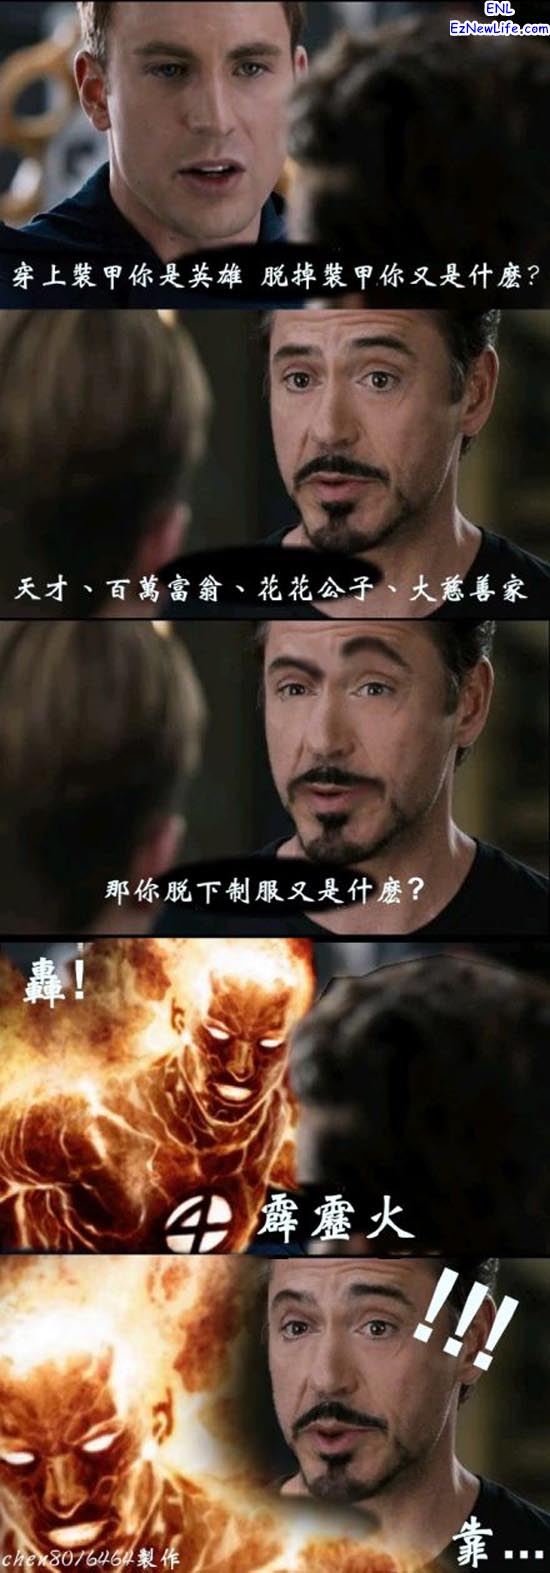 ENL
EzNewLife.com
穿上裝甲你是英雄 脫掉裝甲你又是什麼?
天才、百萬富翁、花花公子、大慈善家
那你脫下制服又是什麼?
轟!
4
霹靂火
!!!
靠...
chen8016464製作